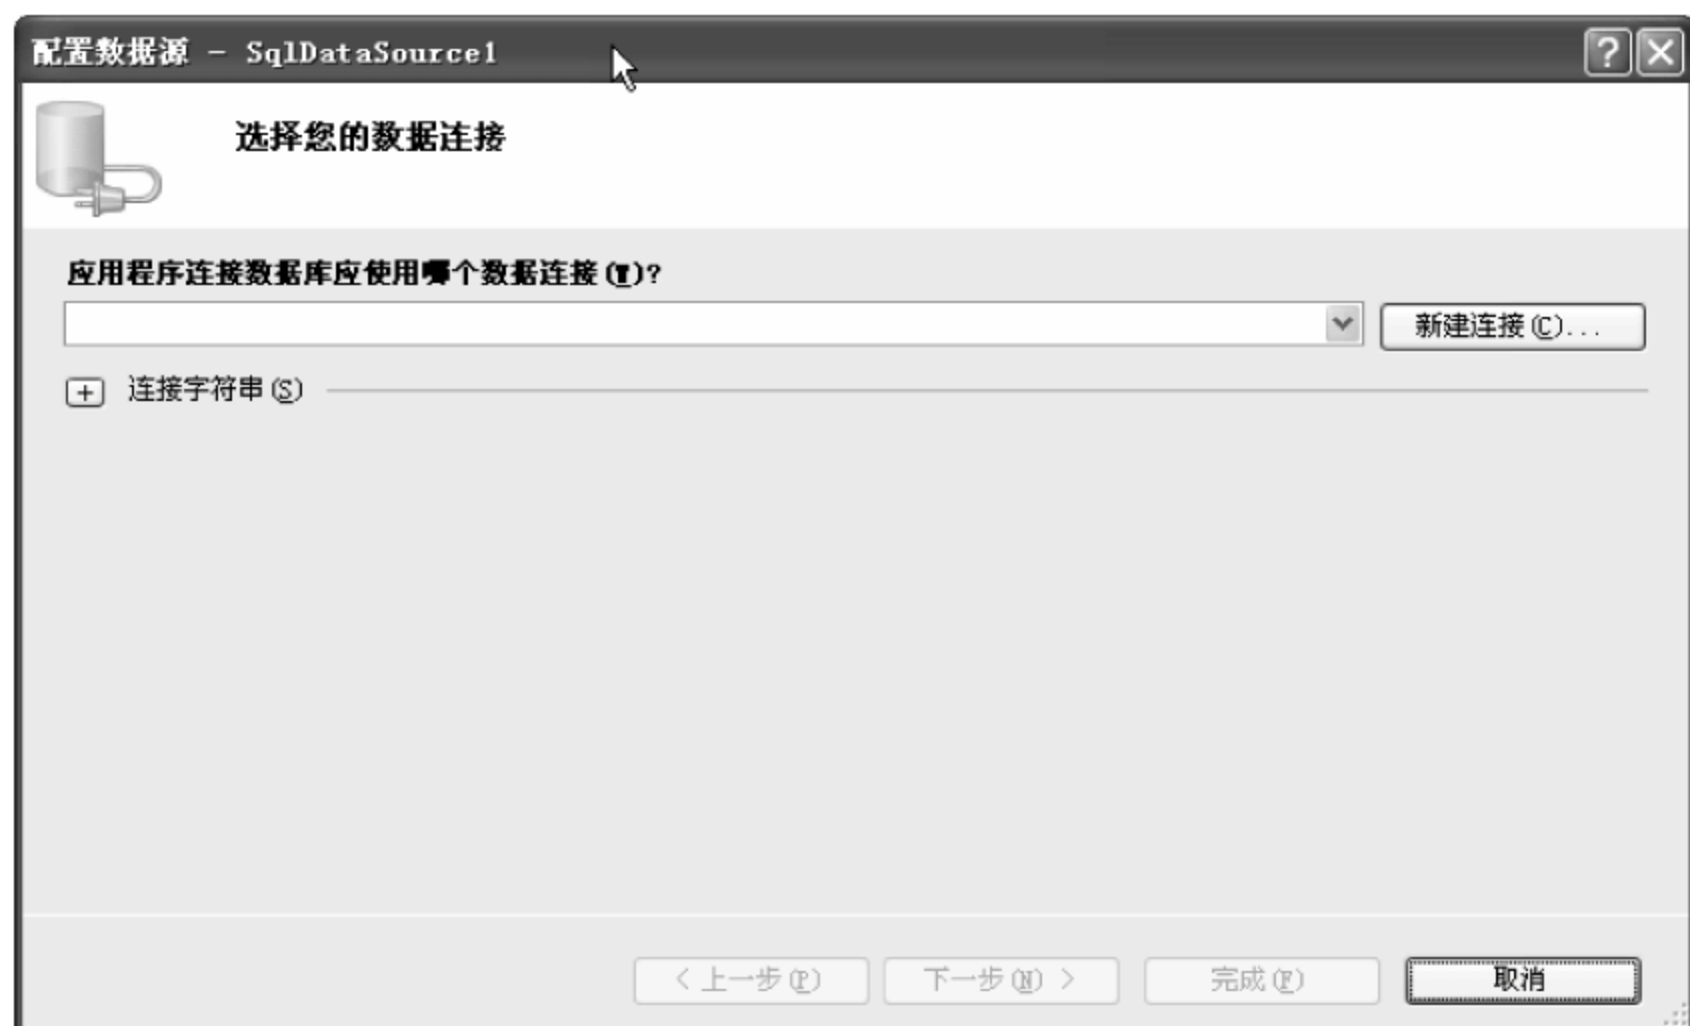 配置数据源 - SqlDataSource1
选择您的数据连接
应用程序连接数据库应使用哪个数据连接(W)?
新建连接(C)...
+ 连接字符串(S)
< 上一步(P)
下一步(N) >
完成(F)
取消